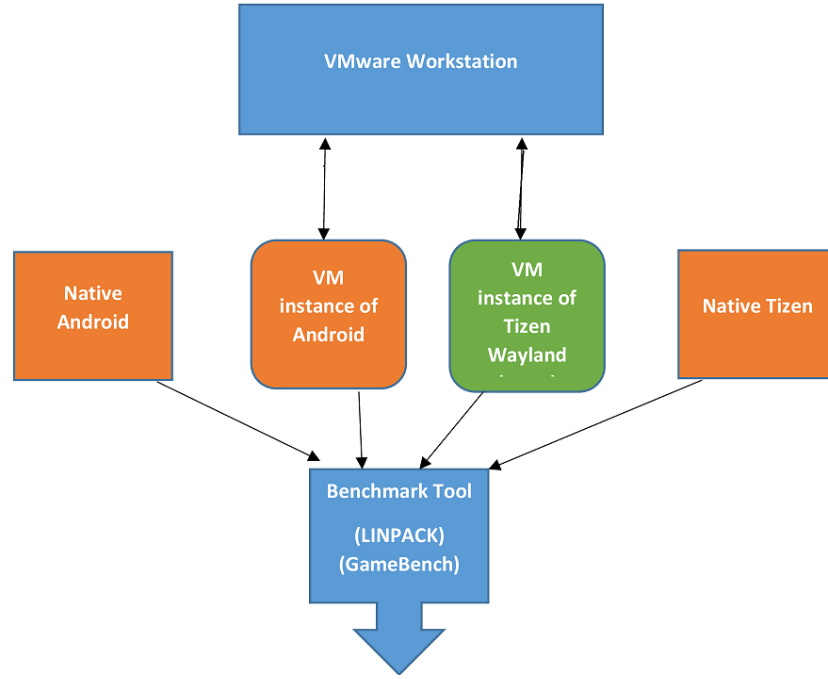 VMware Workstation
Native
Android
VM
instance of
Android
VM
instance of
Tizen
Wayland
Native Tizen
Benchmark Tool
(LINPACK)
(GameBench)